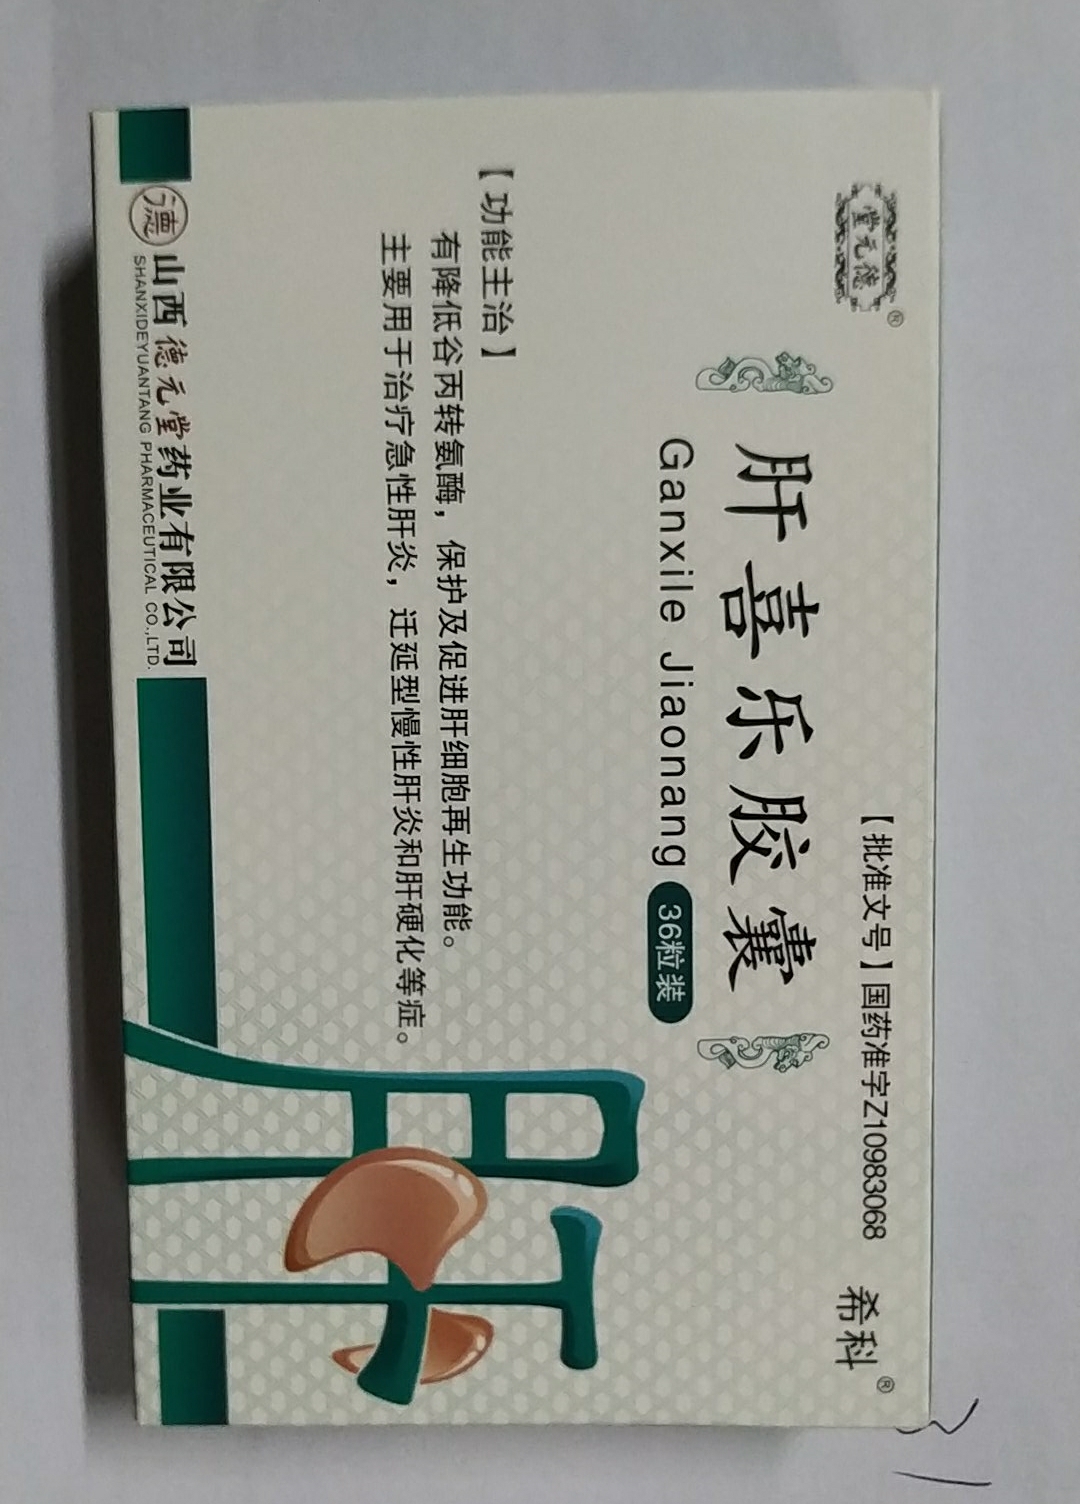 德元堂®
【批准文号】国药准字Z10983068
希科®
肝喜乐胶囊
Ganxile Jiaonang
36粒装
【功能主治】
有降低谷丙转氨酶，保护及促进肝细胞再生功能。
主要用于治疗急性肝炎，迁延型慢性肝炎和肝硬化等症。
肝
德
山西德元堂药业有限公司
SHANXIDEYUANTANG PHARMACEUTICAL CO.,LTD.